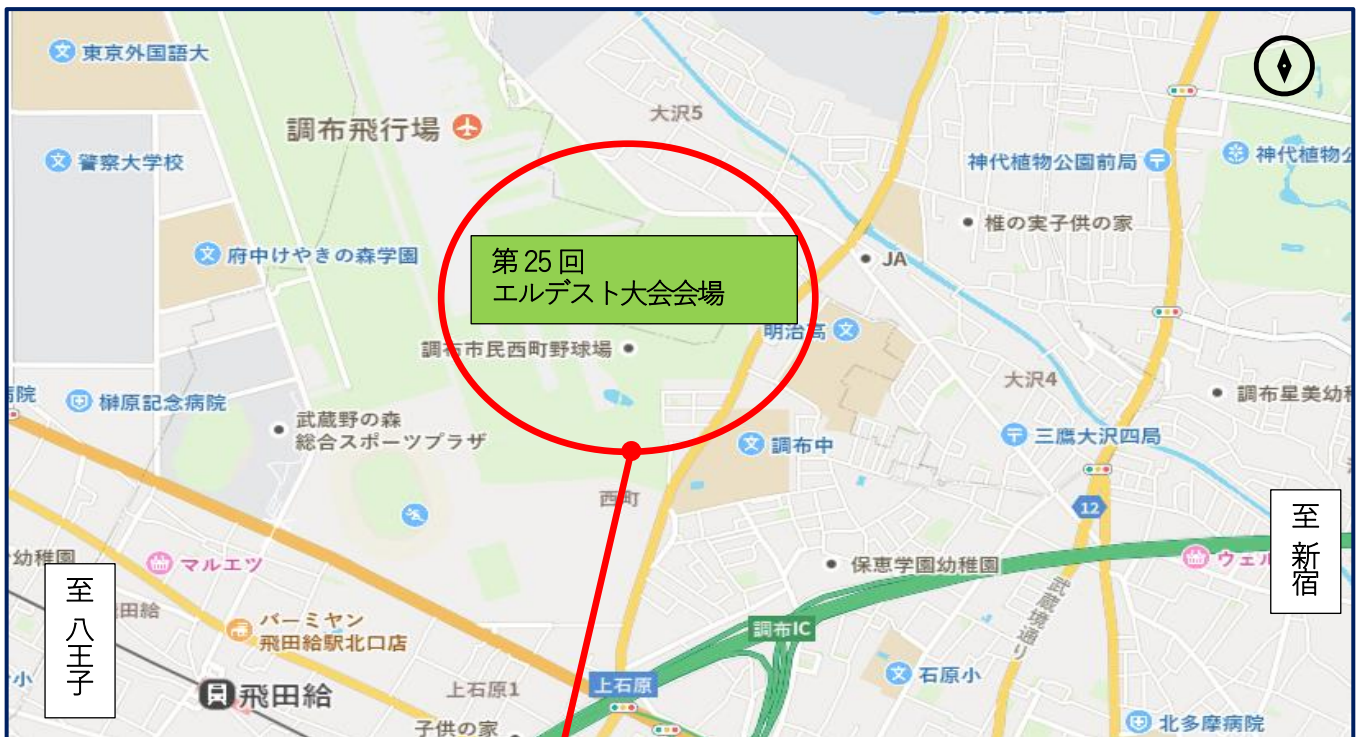 東京外国語大
大沢5
調布飛行場
警察大学校
神代植物公園前局
神代植物
椎の実子供の家
府中けやきの森学園
第25回
エルデスト大会会場
JA
明治高
調布市民西町野球場
大沢4
病院
榊原記念病院
調布星美幼
武蔵野の森
総合スポーツプラザ
調布中
三鷹大沢四局
西町
12
至 新宿
幼稚園
マルエツ
保恵学園幼稚園
ウェル
至 八王子
田給
バーミヤン
飛田給駅北口店
調布IC
武蔵境通り
飛田給
上石原1
上石原
石原小
小
子供の家
北多摩病院